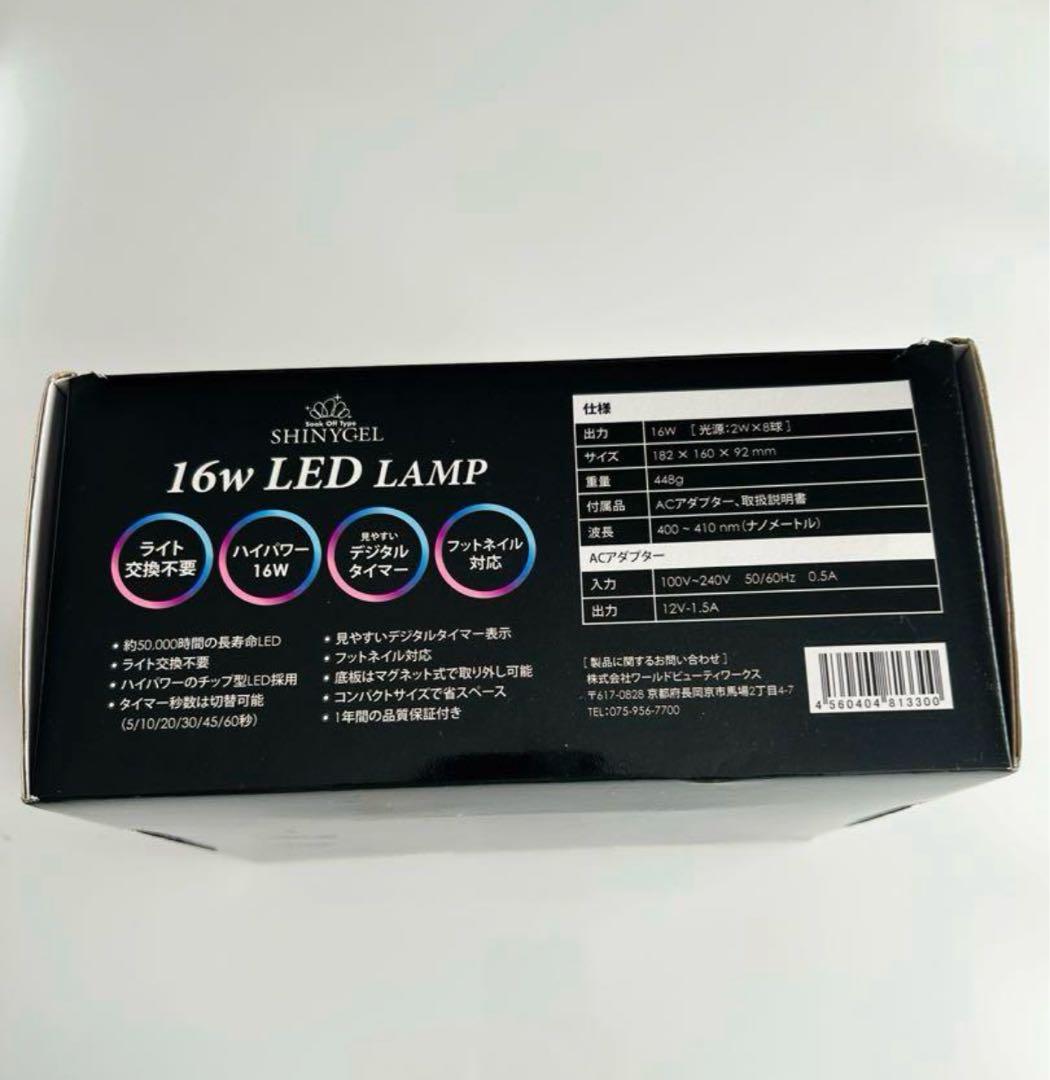 Soak Off Type
SHINYGEL
16w LED LAMP
ライト
交換不要
ハイパワー
16W
見やすい
デジタル
タイマー
フットネイル
対応
• 約50,000時間の長寿命LED
• ライト交換不要
• ハイパワーのチップ型LED採用
• タイマー秒数は切替可能
(5/10/20/30/45/60秒)
• 見やすいデジタルタイマー表示
• フットネイル対応
• 底板はマグネット式で取り外し可能
• コンパクトサイズで省スペース
• 1年間の品質保証付き
仕様
出力 16W [光源:2W×8球]
サイズ 182 × 160 × 92 mm
重量 448g
付属品 ACアダプター、取扱説明書
波長 400 ~ 410 nm(ナノメートル)
ACアダプター
入力 100V~240V 50/60Hz 0.5A
出力 12V-1.5A
[ 製品に関するお問い合わせ ]
株式会社ワールドビューティワークス
〒617-0828 京都府長岡京市馬場2丁目4-7
TEL:075-956-7700
4 560404 813300